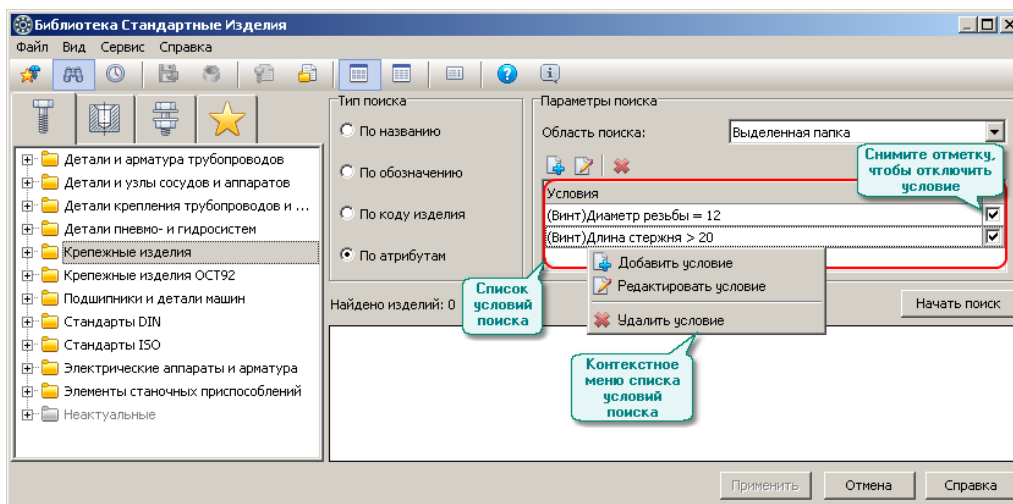 Библиотека Стандартные Изделия
Файл Вид Сервис Справка
Тип поиска
По названию
По обозначению
По коду изделия
По атрибутам
Параметры поиска
Область поиска: Выделенная папка
Снимите отметку,
чтобы отключить
условие
Условия
(Винт)Диаметр резьбы = 12
(Винт)Длина стержня > 20
Добавить условие
Редактировать условие
Удалить условие
Список
условий
поиска
Контекстное
меню списка
условий
поиска
Детали и арматура трубопроводов
Детали и узлы сосудов и аппаратов
Детали крепления трубопроводов и ...
Детали пневмо- и гидросистем
Крепежные изделия
Крепежные изделия ОСТ92
Подшипники и детали машин
Стандарты DIN
Стандарты ISO
Электрические аппараты и арматура
Элементы станочных приспособлений
Неактуальные
Найдено изделий: 0
Начать поиск
Применить Отмена Справка